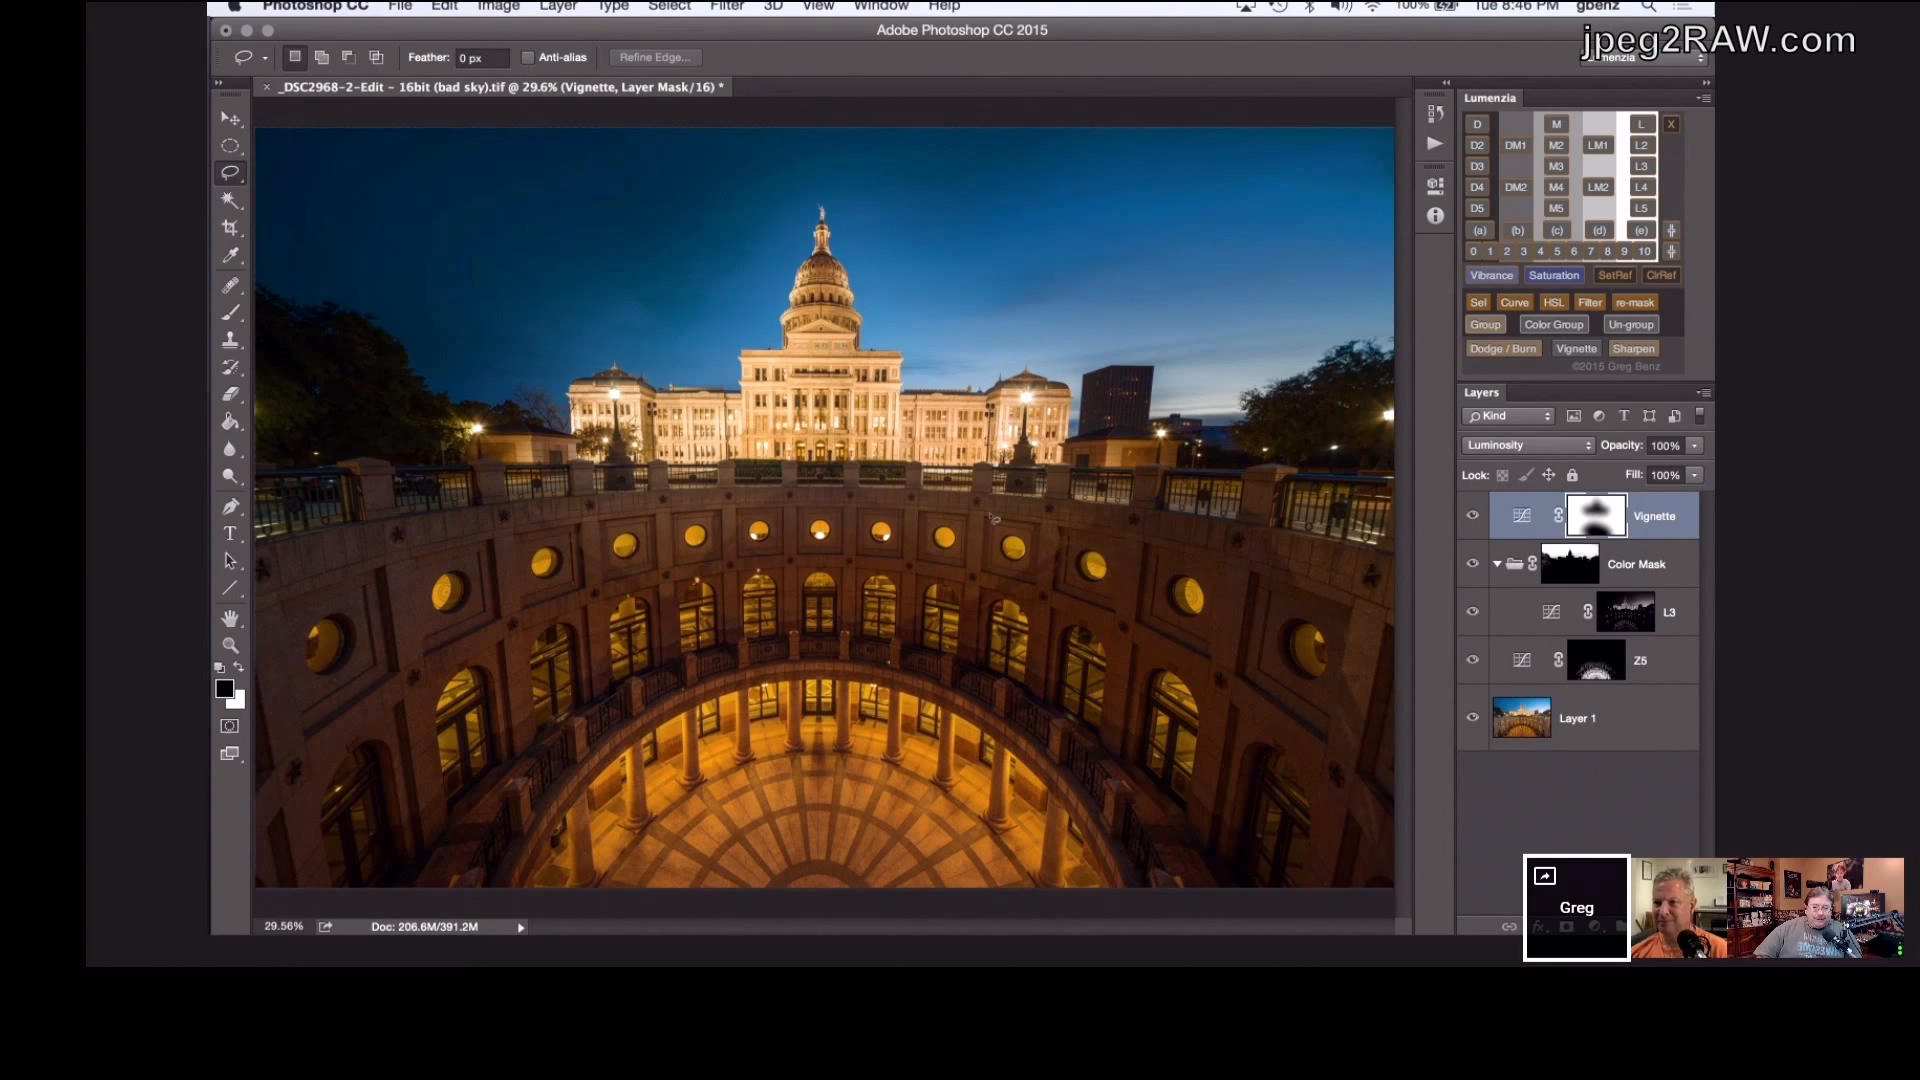 Photoshop CC File Edit Image Layer Type Select Filter 3D View Window Help 100% Tue 8:46 PM gbenz
Adobe Photoshop CC 2015
jpeg2RAW.com
Feather: 0 px Anti-alias Refine Edge...
_DSC2968-2-Edit - 16bit (bad sky).tif @ 29.6% (Vignette, Layer Mask/16) *
Lumenzia
D M L X
D2 DM1 M2 LM1 L2
D3 M3 L3
D4 DM2 M4 LM2 L4
D5 M5 L5
(a) (b) (c) (d) (e)
0 1 2 3 4 5 6 7 8 9 10
Vibrance Saturation SetRef ClrRef
Sel Curve HSL Filter re-mask
Group Color Group Un-group
Dodge / Burn Vignette Sharpen
©2015 Greg Benz
Layers
Kind
Luminosity Opacity: 100%
Lock: Fill: 100%
Vignette
Color Mask
L3
Z5
Layer 1
29.56% Doc: 206.6M/391.2M
Greg